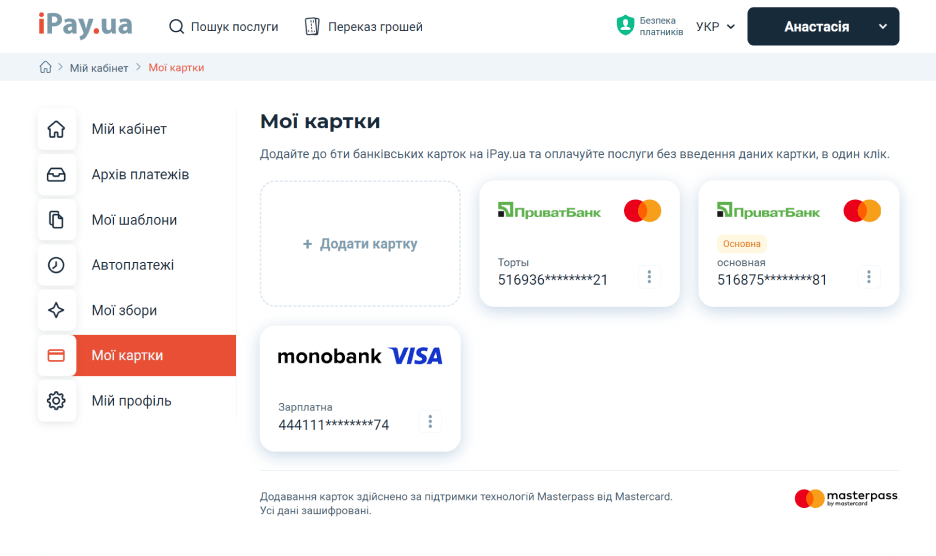 iPay.ua
Пошук послуги
Переказ грошей
Безпека
платників
УКР
Анастасія
Мій кабінет
Мої картки
Мій кабінет
Архів платежів
Мої шаблони
Автоплатежі
Мої збори
Мої картки
Мій профіль
Мої картки
Додайте до 6ти банківських карток на iPay.ua та оплачуйте послуги без введення даних картки, в один клік.
+ Додати картку
ПриватБанк
Торты
516936********21
ПриватБанк
Основна
основная
516875********81
monobank VISA
Зарплатна
444111********74
Додавання карток здійснено за підтримки технологій Masterpass від Mastercard.
Усі дані зашифровані.
masterpass
by mastercard